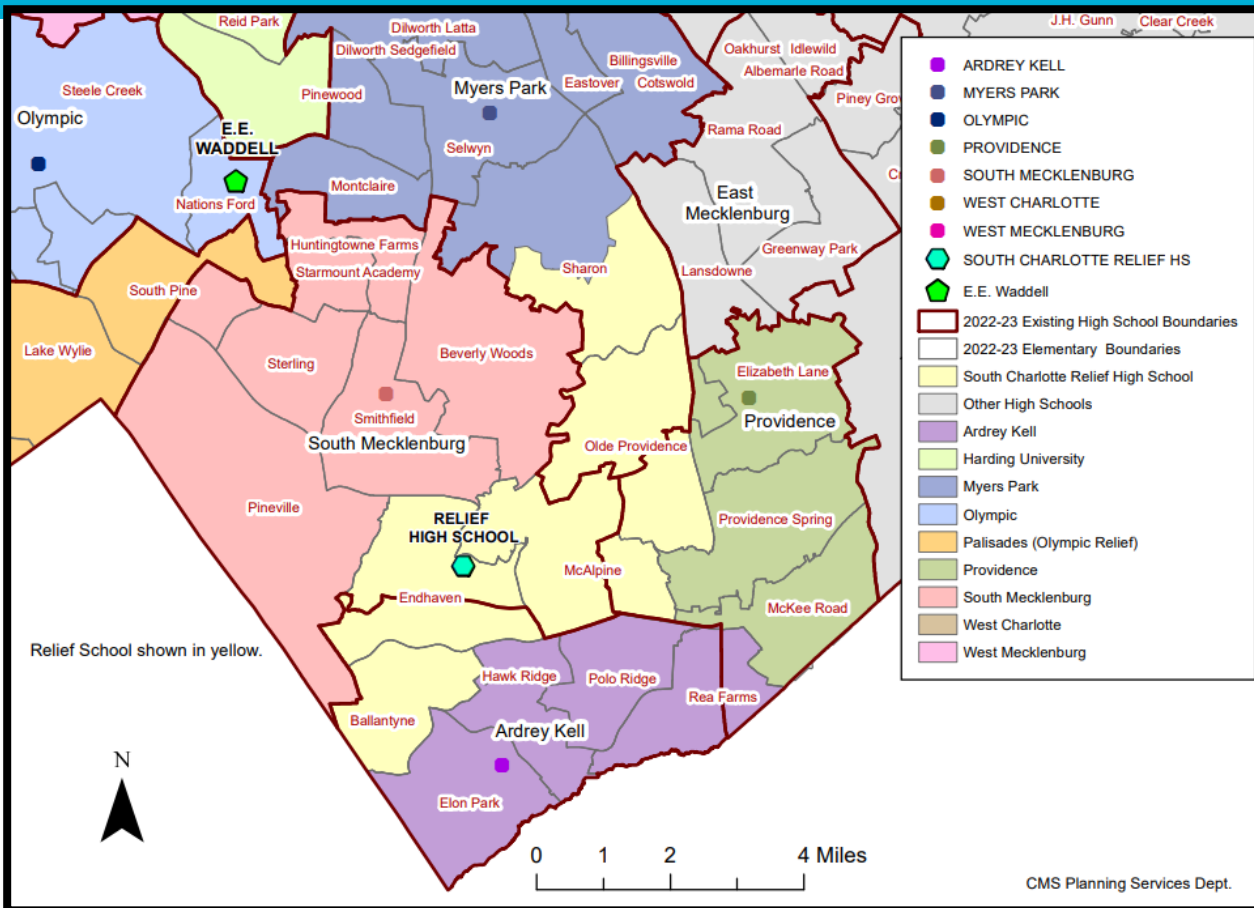 Reid Park
Dilworth Latta
Dilworth Sedgefield
J.H. Gunn
Clear Creek
Oakhurst
Idlewild
Billingsville
Albemarle Road
Steele Creek
Pinewood
Myers Park
Eastover
Cotswold
Piney Grov
Olympic
E.E.
WADDELL
Rama Road
Selwyn
Montclaire
East
Mecklenburg
Nations Ford
Huntingtowne Farms
Greenway Park
Starmount Academy
Sharon
Lansdowne
South Pine
Lake Wylie
Sterling
Beverly Woods
Elizabeth Lane
Smithfield
Providence
South Mecklenburg
Olde Providence
Pineville
RELIEF
HIGH SCHOOL
Providence Spring
McAlpine
Endhaven
McKee Road
Relief School shown in yellow.
Hawk Ridge
Polo Ridge
Rea Farms
Ballantyne
Ardrey Kell
Elon Park
N
0 1 2 4 Miles
CMS Planning Services Dept.
ARDREY KELL
MYERS PARK
OLYMPIC
PROVIDENCE
SOUTH MECKLENBURG
WEST CHARLOTTE
WEST MECKLENBURG
SOUTH CHARLOTTE RELIEF HS
E.E. Waddell
2022-23 Existing High School Boundaries
2022-23 Elementary Boundaries
South Charlotte Relief High School
Other High Schools
Ardrey Kell
Harding University
Myers Park
Olympic
Palisades (Olympic Relief)
Providence
South Mecklenburg
West Charlotte
West Mecklenburg